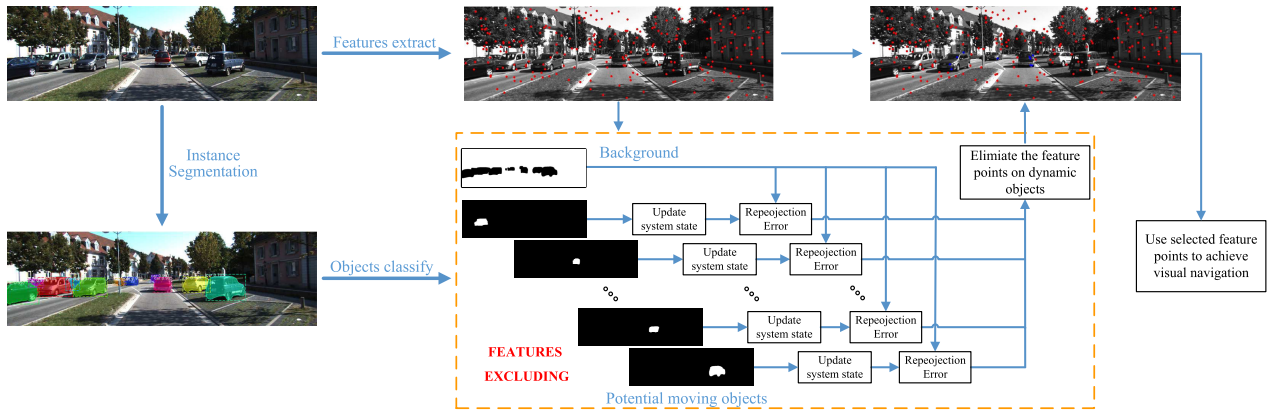 Features extract
Instance
Segmentation
Objects classify
Background
Update
system state
Repeojection
Error
Update
system state
Repeojection
Error
Update
system state
Repeojection
Error
Update
system state
Repeojection
Error
FEATURES
EXCLUDING
Potential moving objects
Elimiate the feature
points on dynamic
objects
Use selected feature
points to achieve
visual navigation